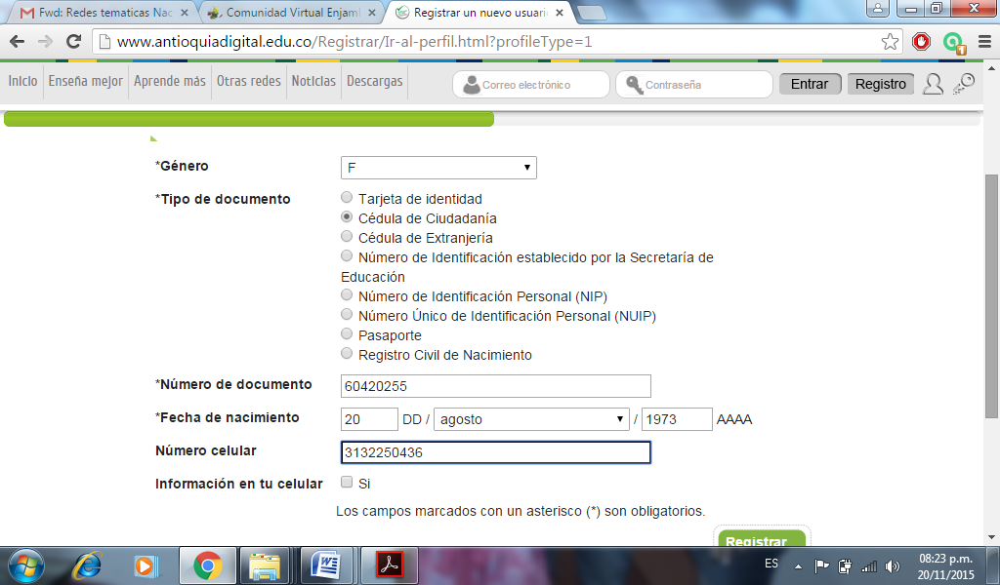 Fwd: Redes tematicas Nac
Comunidad Virtual Enjam
Registrar un nuevo usuari
www.antioquiadigital.edu.co/Registrar/Ir-al-perfil.html?profileType=1
1
Inicio Enseña mejor Aprende más Otras redes Noticias Descargas Correo electrónico Contraseña Entrar Registro
*Género F
*Tipo de documento Tarjeta de identidad
Cédula de Ciudadanía
Cédula de Extranjería
Número de Identificación establecido por la Secretaría de
Educación
Número de Identificación Personal (NIP)
Número Único de Identificación Personal (NUIP)
Pasaporte
Registro Civil de Nacimiento
*Número de documento 60420255
*Fecha de nacimiento 20 DD / agosto / 1973 AAAA
Número celular 3132250436
Información en tu celular Si
Los campos marcados con un asterisco (*) son obligatorios.
Registrar
ES 08:23 p.m.
20/11/2015